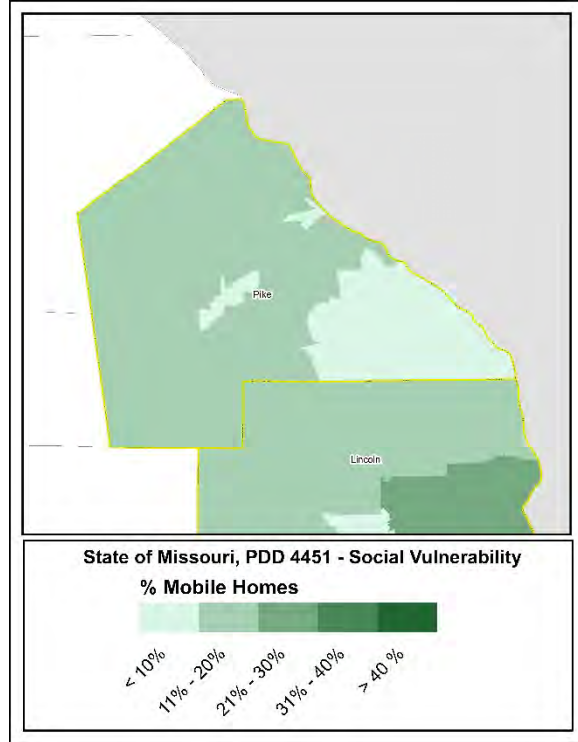 Pike
Lincoln
State of Missouri, PDD 4451 - Social Vulnerability
% Mobile Homes
< 10%
11% - 20%
21% - 30%
31% - 40%
> 40 %